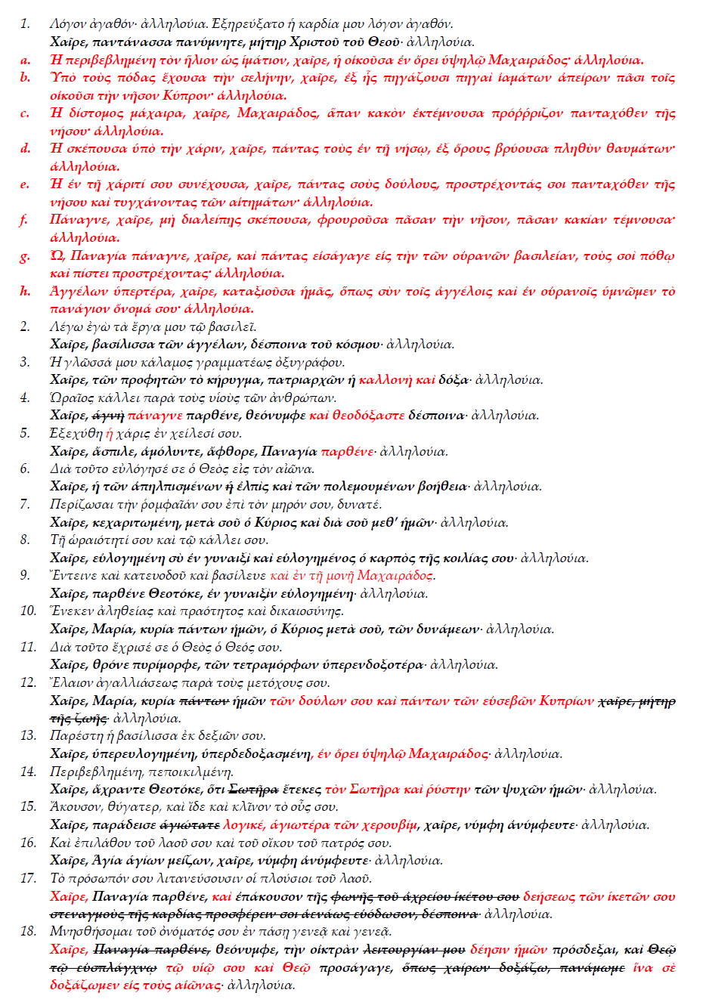 1. Λόγον ἀγαθόν· ἀλληλούια. Ἐξηρεύξατο ἡ καρδία μου λόγον ἀγαθόν.
Χαῖρε, παντάνασσα πανύμνητε, μήτηρ Χριστοῦ τοῦ Θεοῦ· ἀλληλούια.
a. Ἡ περιβεβλημένη τὸν ἥλιον ὡς ἱμάτιον, χαῖρε, ἡ οἰκοῦσα ἐν ὄρει ὑψηλῷ Μαχαιράδος· ἀλληλούια.
b. Ὑπὸ τοὺς πόδας ἔχουσα τὴν σελήνην, χαῖρε, ἐξ ἧς πηγάζουσι πηγαὶ ἰαμάτων ἀπείρων πᾶσι τοῖς
οἰκοῦσι τὴν νῆσον Κύπρον· ἀλληλούια.
c. Ἡ δίστομος μάχαιρα, χαῖρε, Μαχαιράδος, ἅπαν κακὸν ἐκτέμνουσα πρόῤῥριζον πανταχόθεν τῆς
νήσου· ἀλληλούια.
d. Ἡ σκέπουσα ὑπὸ τὴν χάριν, χαῖρε, πάντας τοὺς ἐν τῇ νήσῳ, ἐξ ὄρους βρύουσα πληθὺν θαυμάτων·
ἀλληλούια.
e. Ἡ ἐν τῇ χάριτί σου συνέχουσα, χαῖρε, πάντας σοὺς δούλους, προστρέχοντάς σοι πανταχόθεν τῆς
νήσου καὶ τυγχάνοντας τῶν αἰτημάτων· ἀλληλούια.
f. Πάναγνε, χαῖρε, μὴ διαλείπῃς σκέπουσα, φρουροῦσα πᾶσαν τὴν νῆσον, πᾶσαν κακίαν τέμνουσα·
ἀλληλούια.
g. Ὦ, Παναγία πάναγνε, χαῖρε, καὶ πάντας εἰσάγαγε εἰς τὴν τῶν οὐρανῶν βασιλείαν, τοὺς σοὶ πόθῳ
καὶ πίστει προστρέχοντας· ἀλληλούια.
h. Ἀγγέλων ὑπερτέρα, χαῖρε, καταξιοῦσα ἡμᾶς, ὅπως σὺν τοῖς ἀγγέλοις καὶ ἐν οὐρανοῖς ὑμνῶμεν τὸ
πανάγιον ὄνομά σου· ἀλληλούια.
2. Λέγω ἐγὼ τὰ ἔργα μου τῷ βασιλεῖ.
Χαῖρε, βασίλισσα τῶν ἀγγέλων, δέσποινα τοῦ κόσμου· ἀλληλούια.
3. Ἡ γλῶσσά μου κάλαμος γραμματέως ὀξυγράφου.
Χαῖρε, τῶν προφητῶν τὸ κήρυγμα, πατριαρχῶν ἡ καλλονὴ καὶ δόξα· ἀλληλούια.
4. Ὡραῖος κάλλει παρὰ τοὺς υἱοὺς τῶν ἀνθρώπων.
Χαῖρε, ἁγνὴ πάναγνε παρθένε, θεόνυμφε καὶ θεοδόξαστε δέσποινα· ἀλληλούια.
5. Ἐξεχύθη ἡ χάρις ἐν χείλεσί σου.
Χαῖρε, ἄσπιλε, ἀμόλυντε, ἄφθορε, Παναγία παρθένε· ἀλληλούια.
6. Διὰ τοῦτο εὐλόγησέ σε ὁ Θεὸς εἰς τὸν αἰῶνα.
Χαῖρε, ἡ τῶν ἀπηλπισμένων ἡ ἐλπὶς καὶ τῶν πολεμουμένων βοήθεια· ἀλληλούια.
7. Περίζωσαι τὴν ῥομφαίάν σου ἐπὶ τὸν μηρόν σου, δυνατέ.
Χαῖρε, κεχαριτωμένη, μετὰ σοῦ ὁ Κύριος καὶ διὰ σοῦ μεθ’ ἡμῶν· ἀλληλούια.
8. Τῇ ὡραιότητί σου καὶ τῷ κάλλει σου.
Χαῖρε, εὐλογημένη σὺ ἐν γυναιξὶ καὶ εὐλογημένος ὁ καρπὸς τῆς κοιλίας σου· ἀλληλούια.
9. Ἔντεινε καὶ κατευοδοῦ καὶ βασίλευε καὶ ἐν τῇ μονῇ Μαχαιράδος.
Χαῖρε, παρθένε Θεοτόκε, ἐν γυναιξὶν εὐλογημένη· ἀλληλούια.
10. Ἕνεκεν ἀληθείας καὶ πραότητος καὶ δικαιοσύνης.
Χαῖρε, Μαρία, κυρία πάντων ἡμῶν, ὁ Κύριος μετὰ σοῦ, τῶν δυνάμεων· ἀλληλούια.
11. Διὰ τοῦτο ἔχρισέ σε ὁ Θεὸς ὁ Θεός σου.
Χαῖρε, θρόνε πυρίμορφε, τῶν τετραμόρφων ὑπερενδοξοτέρα· ἀλληλούια.
12. Ἔλαιον ἀγαλλιάσεως παρὰ τοὺς μετόχους σου.
Χαῖρε, Μαρία, κυρία πάντων ἡμῶν τῶν δούλων σου καὶ πάντων τῶν εὐσεβῶν Κυπρίων χαῖρε, μήτηρ
τῆς ζωῆς· ἀλληλούια.
13. Παρέστη ἡ βασίλισσα ἐκ δεξιῶν σου.
Χαῖρε, ὑπερευλογημένη, ὑπερδεδοξασμένη, ἐν ὄρει ὑψηλῷ Μαχαιράδος· ἀλληλούια.
14. Περιβεβλημένη, πεποικιλμένη.
Χαῖρε, ἄχραντε Θεοτόκε, ὅτι Σωτῆρα ἔτεκες τὸν Σωτῆρα καὶ ῥύστην τῶν ψυχῶν ἡμῶν· ἀλληλούια.
15. Ἄκουσον, θύγατερ, καὶ ἴδε καὶ κλῖνον τὸ οὖς σου.
Χαῖρε, παράδεισε ἁγιώτατε λογικέ, ἁγιωτέρα τῶν χερουβίμ, χαῖρε, νύμφη ἀνύμφευτε· ἀλληλούια.
16. Καὶ ἐπιλάθου τοῦ λαοῦ σου καὶ τοῦ οἴκου τοῦ πατρός σου.
Χαῖρε, Ἁγία ἁγίων μείζων, χαῖρε, νύμφη ἀνύμφευτε· ἀλληλούια.
17. Τὸ πρόσωπόν σου λιτανεύσουσιν οἱ πλούσιοι τοῦ λαοῦ.
Χαῖρε, Παναγία παρθένε, καὶ ἐπάκουσον τῆς φωνῆς τοῦ ἀχρείου ἱκέτου σου δεήσεως τῶν ἱκετῶν σου
στεναγμοὺς τῆς καρδίας προσφέρειν σοι ἀενάως εὐόδωσον, δέσποινα· ἀλληλούια.
18. Μνησθήσομαι τοῦ ὀνόματός σου ἐν πάσῃ γενεᾷ καὶ γενεᾷ.
Χαῖρε, Παναγία παρθένε, θεόνυμφε, τὴν οἰκτρὰν λειτουργίαν μου δέησιν ἡμῶν πρόσδεξαι, καὶ Θεῷ
τῷ εὐσπλάγχνῳ τῷ υἱῷ σου καὶ Θεῷ προσάγαγε, ὅπως χαίρων δοξάζω, πανάμωμε ἵνα σὲ
δοξάζωμεν εἰς τοὺς αἰῶνας· ἀλληλούια.